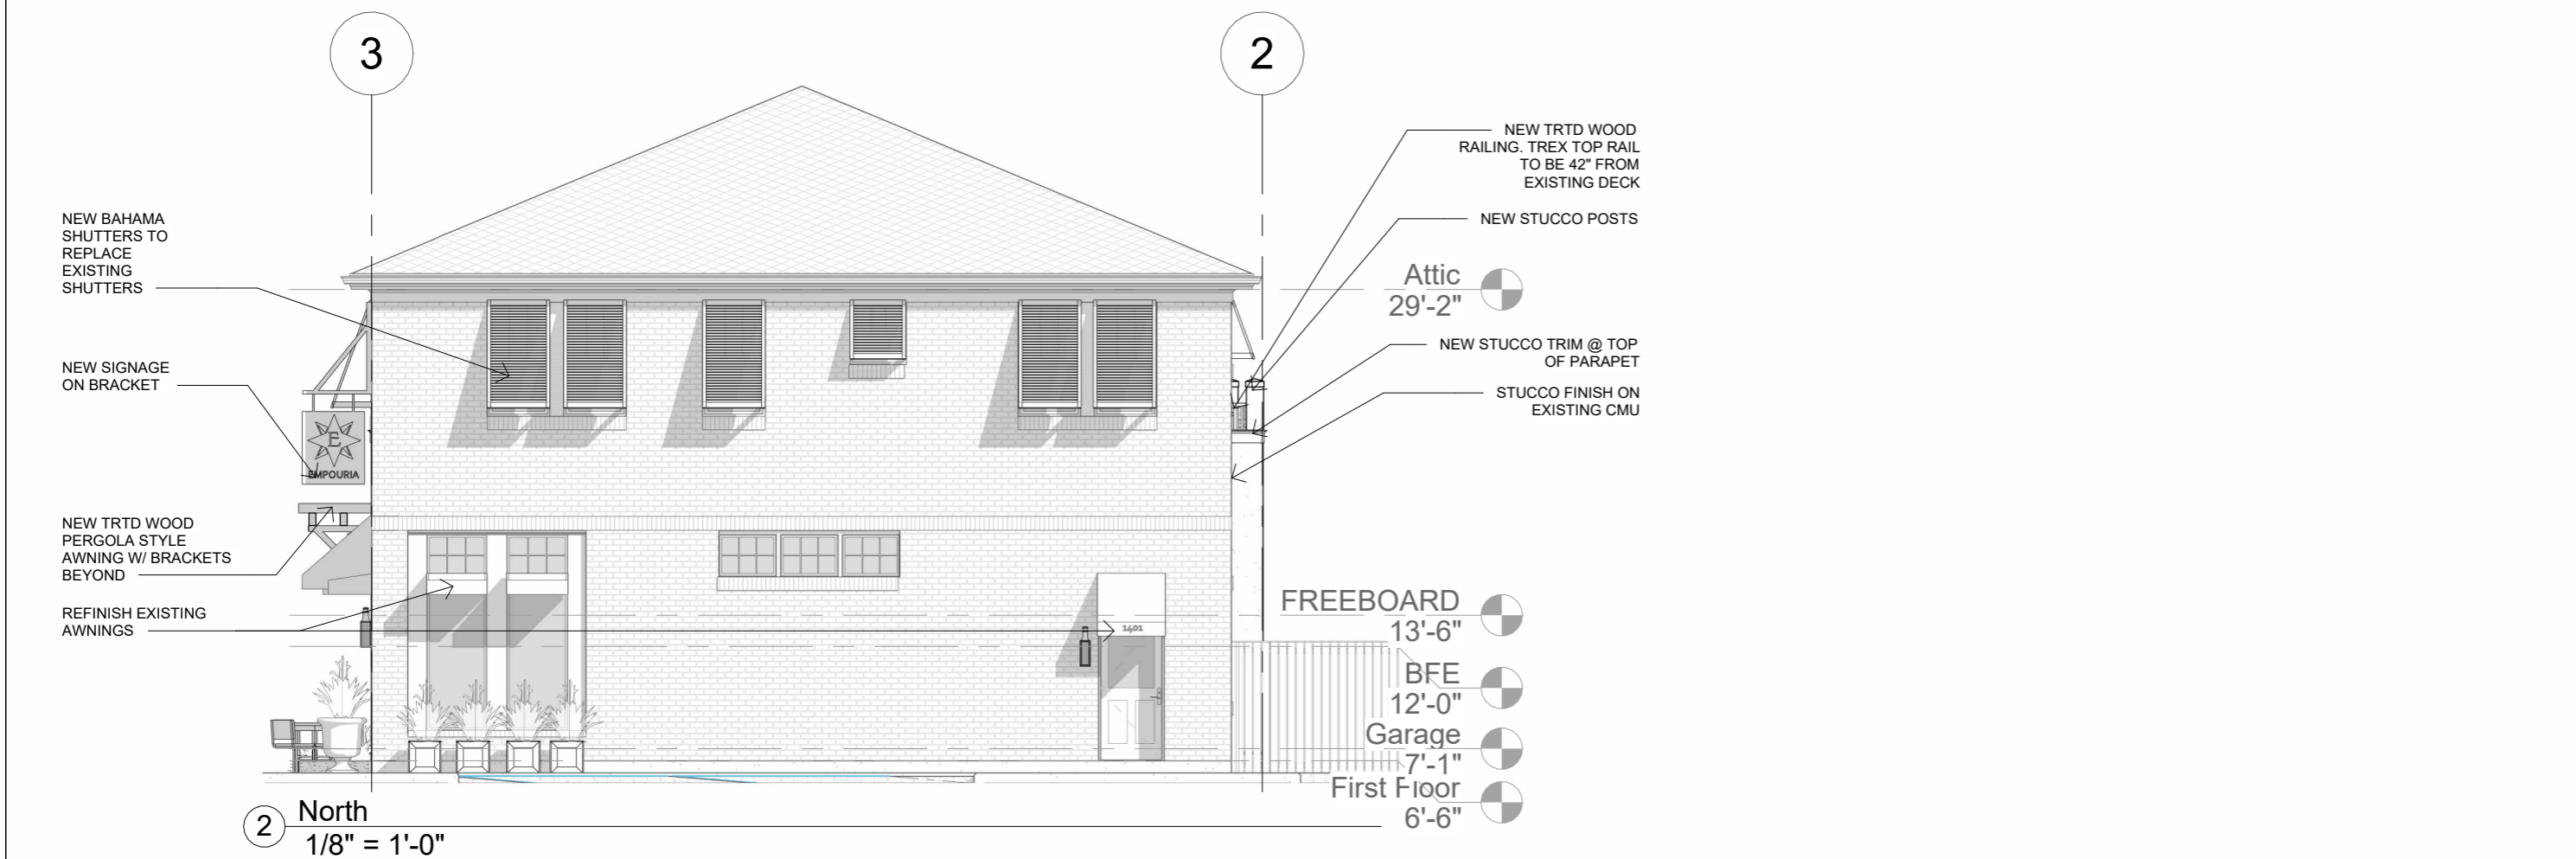 3
2
NEW TRTD WOOD
RAILING. TREX TOP RAIL
TO BE 42" FROM
EXISTING DECK
NEW STUCCO POSTS
NEW BAHAMA
SHUTTERS TO
REPLACE
EXISTING
SHUTTERS
Attic
29'-2"
NEW STUCCO TRIM @ TOP
OF PARAPET
NEW SIGNAGE
ON BRACKET
STUCCO FINISH ON
EXISTING CMU
E
EMPOURIA
NEW TRTD WOOD
PERGOLA STYLE
AWNING W/ BRACKETS
BEYOND
REFINISH EXISTING
AWNINGS
1401
FREEBOARD
13'-6"
BFE
12'-0"
Garage
7'-1"
First Floor
6'-6"
2
North
1/8" = 1'-0"